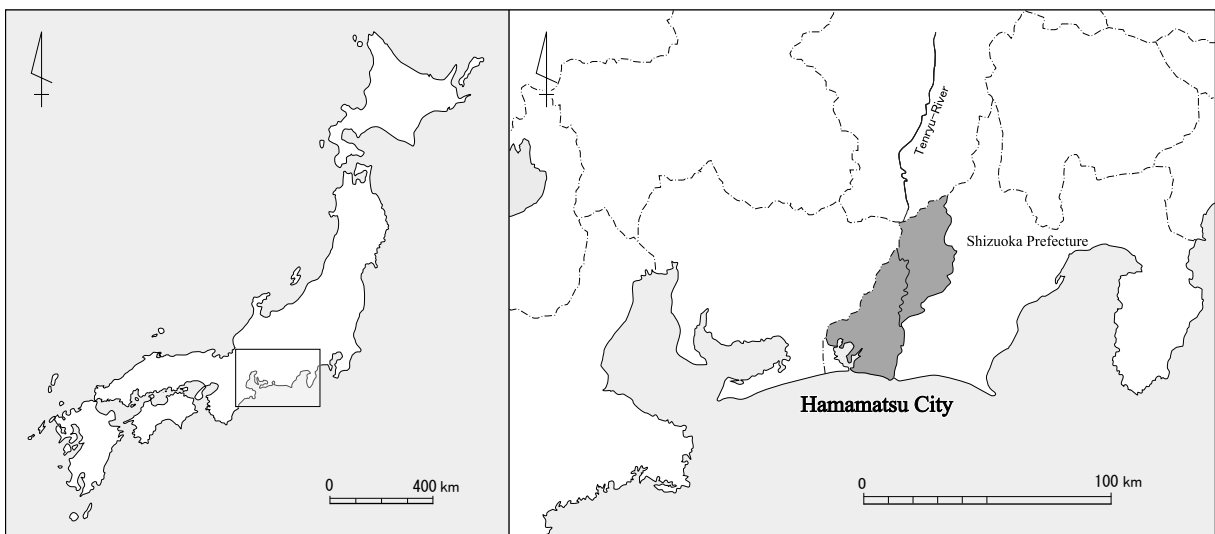 0 400 km
Tenryu-River
Shizuoka Prefecture
Hamamatsu City
0 100 km